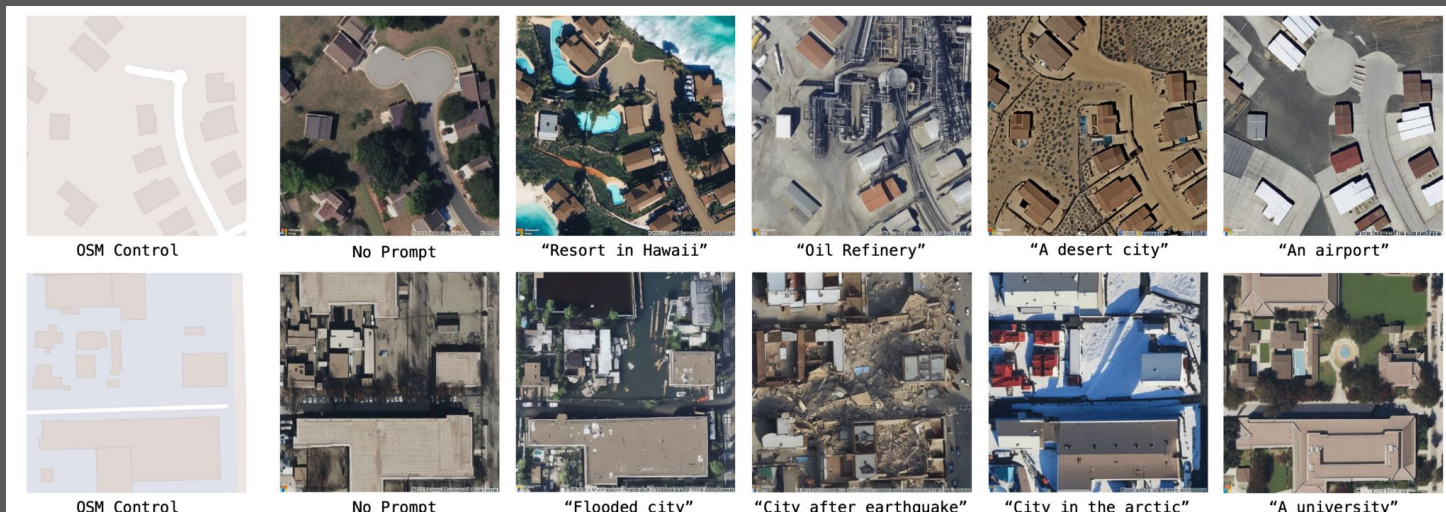 OSM Control
No Prompt
“Resort in Hawaii”
“Oil Refinery”
“A desert city”
“An airport”
OSM Control
No Prompt
“Flooded city”
“City after earthquake”
“City in the arctic”
“A university”